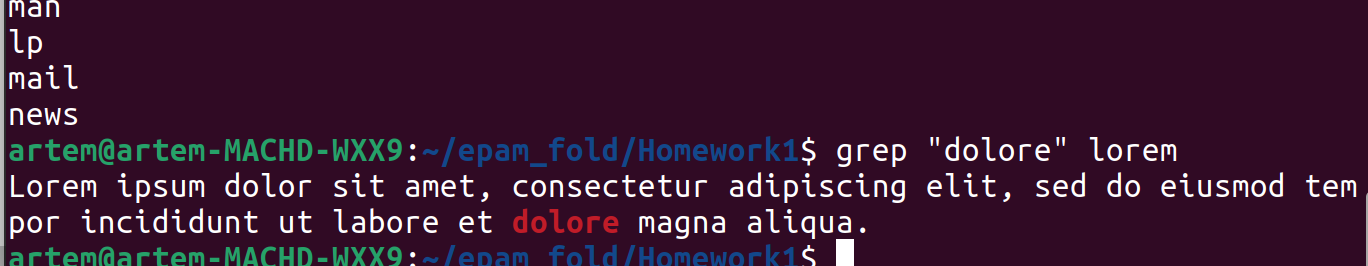 man
lp
mail
news
artem@artem-MACHD-WXX9:~/epam_fold/Homework1$ grep "dolore" lorem
Lorem ipsum dolor sit amet, consectetur adipiscing elit, sed do eiusmod tem
por incididunt ut labore et dolore magna aliqua.
artem@artem-MACHD-WXX9:~/epam_fold/Homework1$